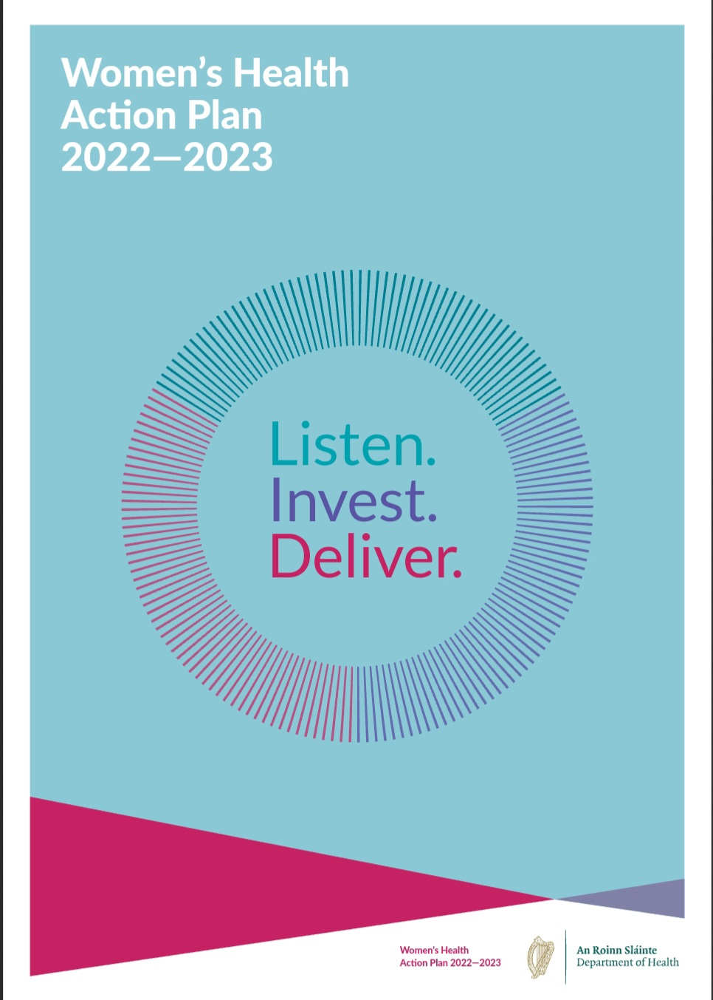 Women’s Health
Action Plan
2022—2023
Listen.
Invest.
Deliver.
Women’s Health
Action Plan 2022—2023
An Roinn Sláinte
Department of Health